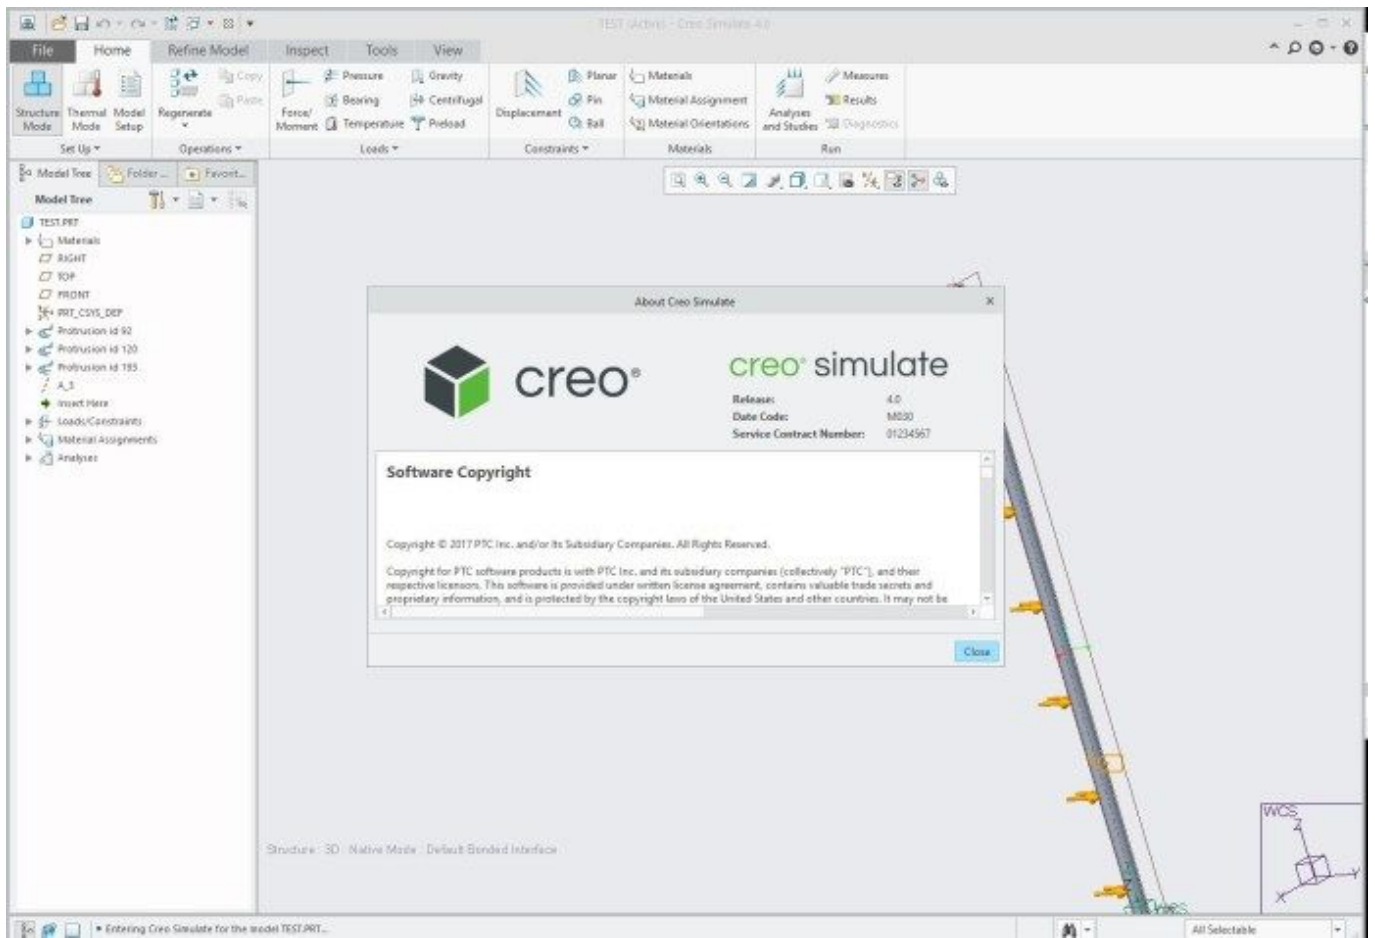 TEST (Active) - Creo Simulate 4.0
File Home Refine Model Inspect Tools View
Structure Mode
Thermal Mode
Model Setup
Set Up
Regenerate
Copy
Paste
Operations
Force/Moment
Pressure
Bearing
Temperature
Gravity
Centrifugal
Preload
Loads
Displacement
Planar
Pin
Ball
Constraints
Materials
Material Assignment
Material Orientations
Materials
Analyses and Studies
Measures
Results
Diagnostics
Run
Model Tree Folder ... Favorit...
Model Tree
TEST.PRT
Materials
RIGHT
TOP
FRONT
PRT_CSYS_DEF
Protrusion id 92
Protrusion id 120
Protrusion id 193
Insert Here
Loads/Constraints
Material Assignments
Analyses
About Creo Simulate
creo®
creo® simulate
Release: 4.0
Date Code: M030
Service Contract Number: 01234567
Software Copyright
Copyright © 2017 PTC Inc. and/or Its Subsidiary Companies. All Rights Reserved.
Copyright for PTC software products is with PTC Inc. and its subsidiary companies (collectively "PTC"), and their
respective licensors. This software is provided under written license agreement, contains valuable trade secrets and
proprietary information, and is protected by the copyright laws of the United States and other countries. It may not be
Close
Structure : 3D : Native Mode : Default Bonded Interface
WCS
Z
Y
X
• Entering Creo Simulate for the model TEST.PRT...
All Selectable